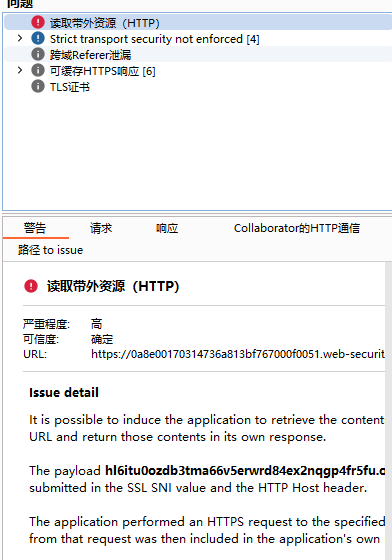 问题
读取带外资源（HTTP）
Strict transport security not enforced [4]
跨域Referer泄漏
可缓存HTTPS响应 [6]
TLS证书
警告 请求 响应 Collaborator的HTTP通信
路径 to issue
读取带外资源（HTTP）
严重程度: 高
可信度: 确定
URL: https://0a8e00170314736a813bf767000f0051.web-securit
Issue detail
It is possible to induce the application to retrieve the content
URL and return those contents in its own response.
The payload hl6itu0ozdb3tma66v5erwrd84ex2nqgp4fr5fu.o
submitted in the SSL SNI value and the HTTP Host header.
The application performed an HTTPS request to the specified
from that request was then included in the application's own